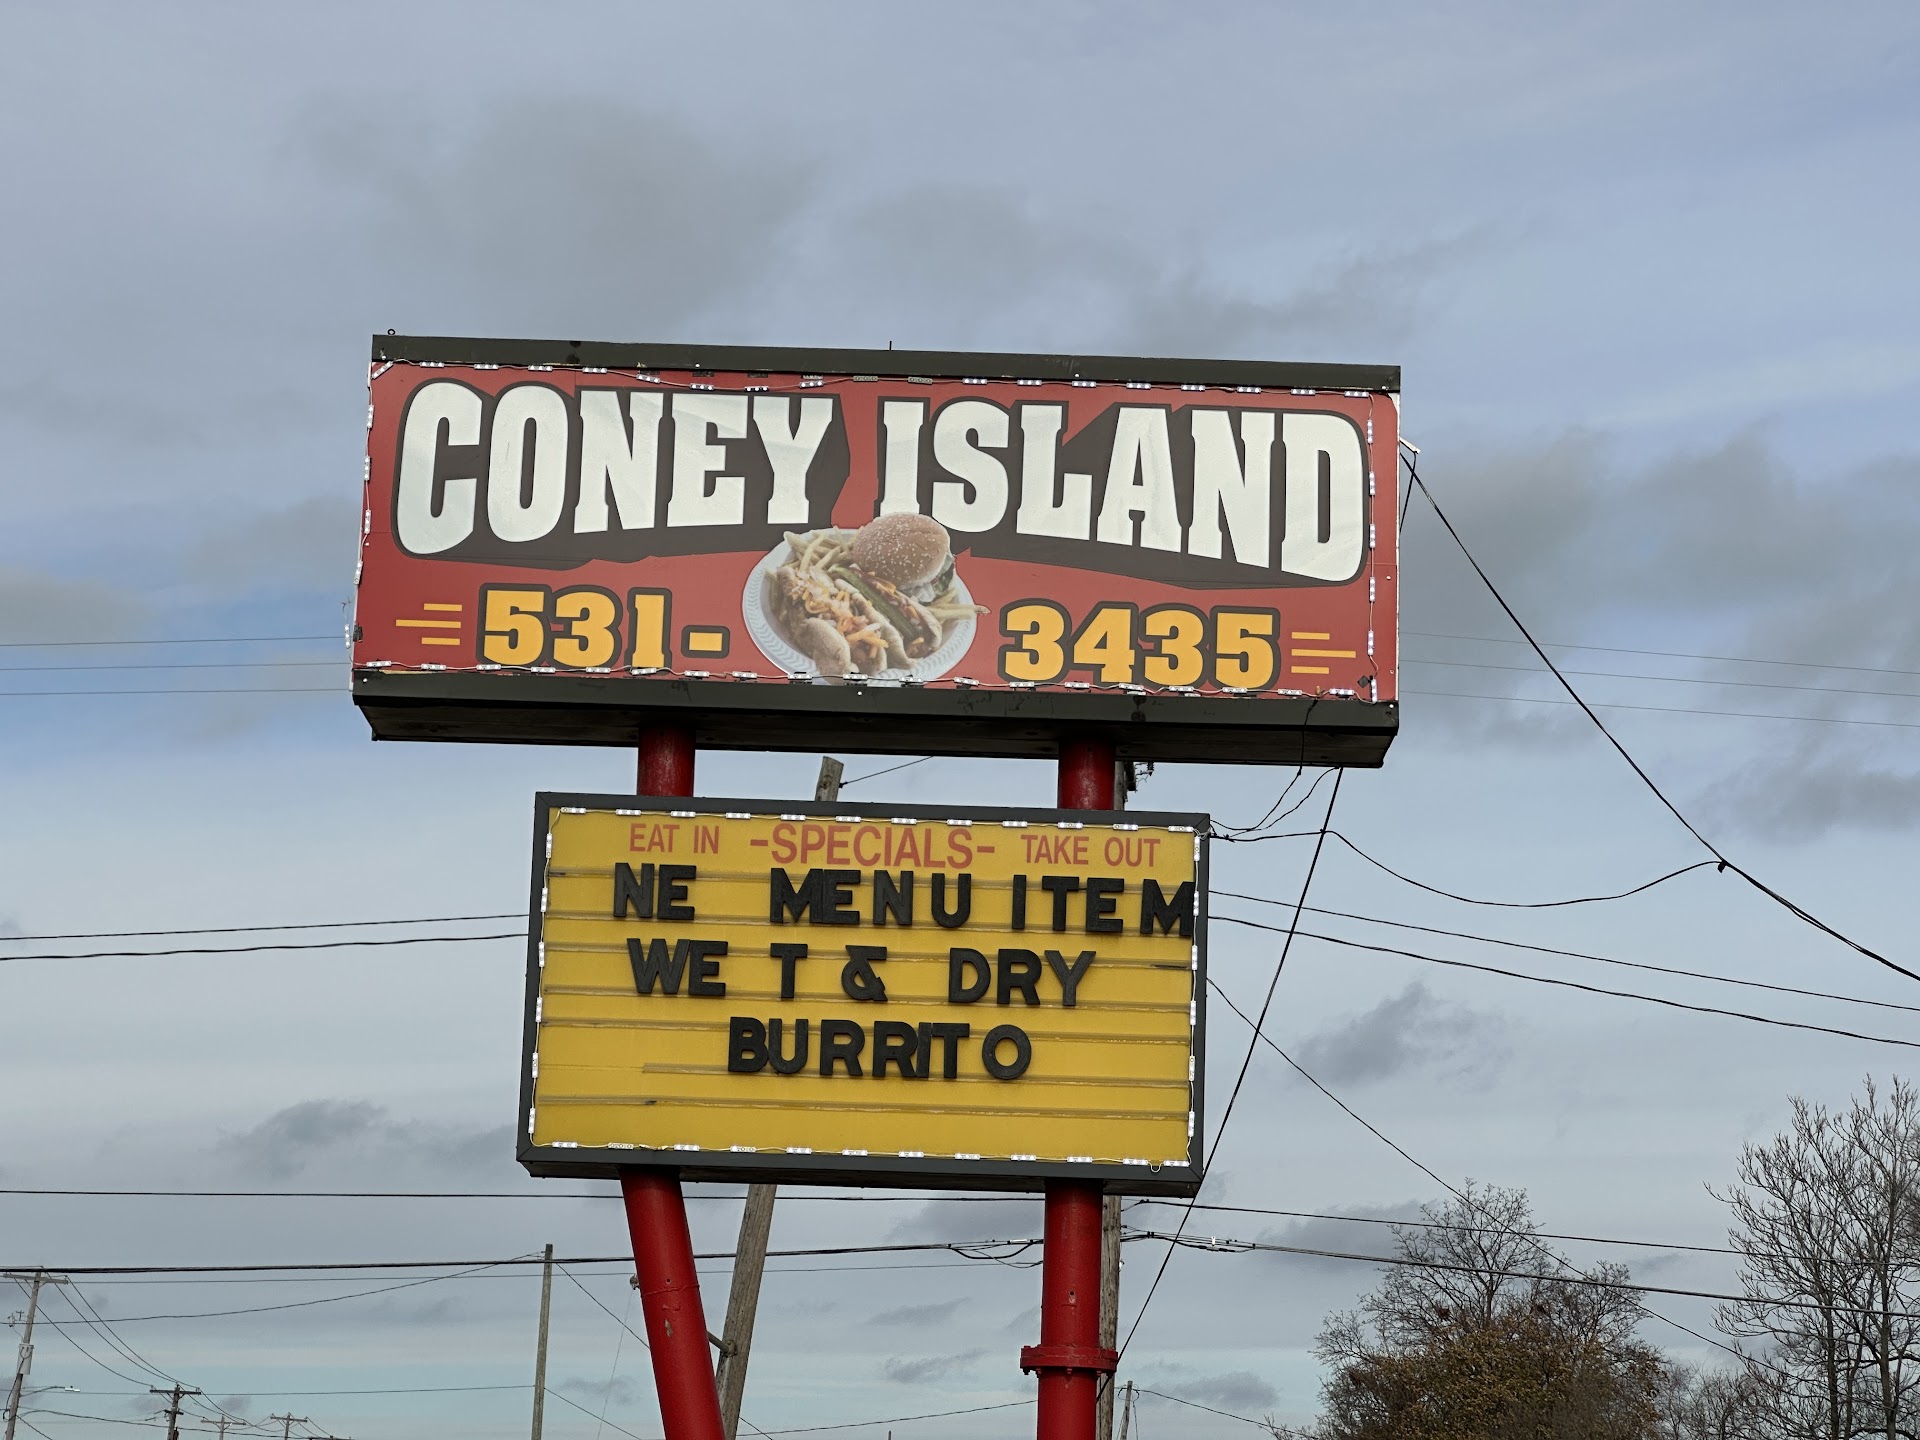 CONEY ISLAND
531- 3435
EAT IN -SPECIALS- TAKE OUT
NE MENU ITEM
WE T & DRY
BURRITO